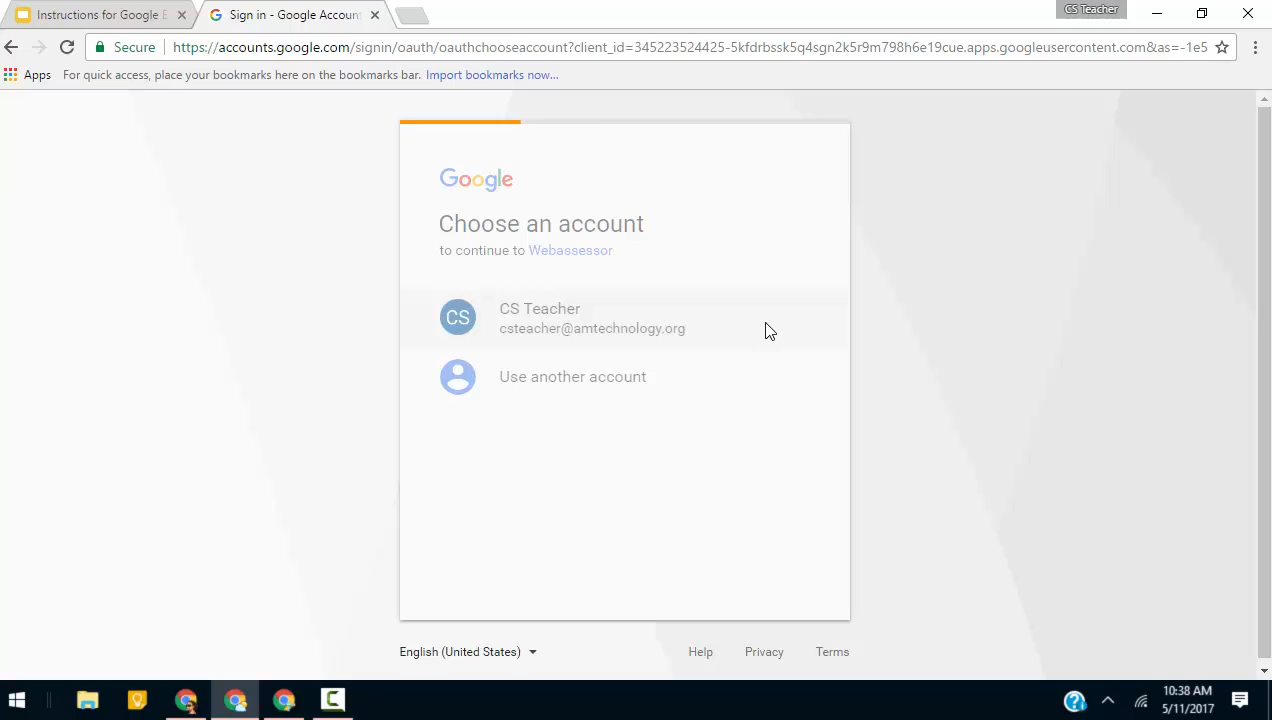 Instructions for Google E
Sign in - Google Accoun
CS Teacher
Secure
https://accounts.google.com/signin/oauth/oauthchooseaccount?client_id=345223524425-5kfdrbssk5q4sgn2k5r9m798h6e19cue.apps.googleusercontent.com&as=-1e5
Apps
For quick access, place your bookmarks here on the bookmarks bar. Import bookmarks now...
Google
Choose an account
to continue to Webassessor
CS
CS Teacher
csteacher@amtechnology.org
Use another account
English (United States)
Help
Privacy
Terms
10:38 AM
5/11/2017